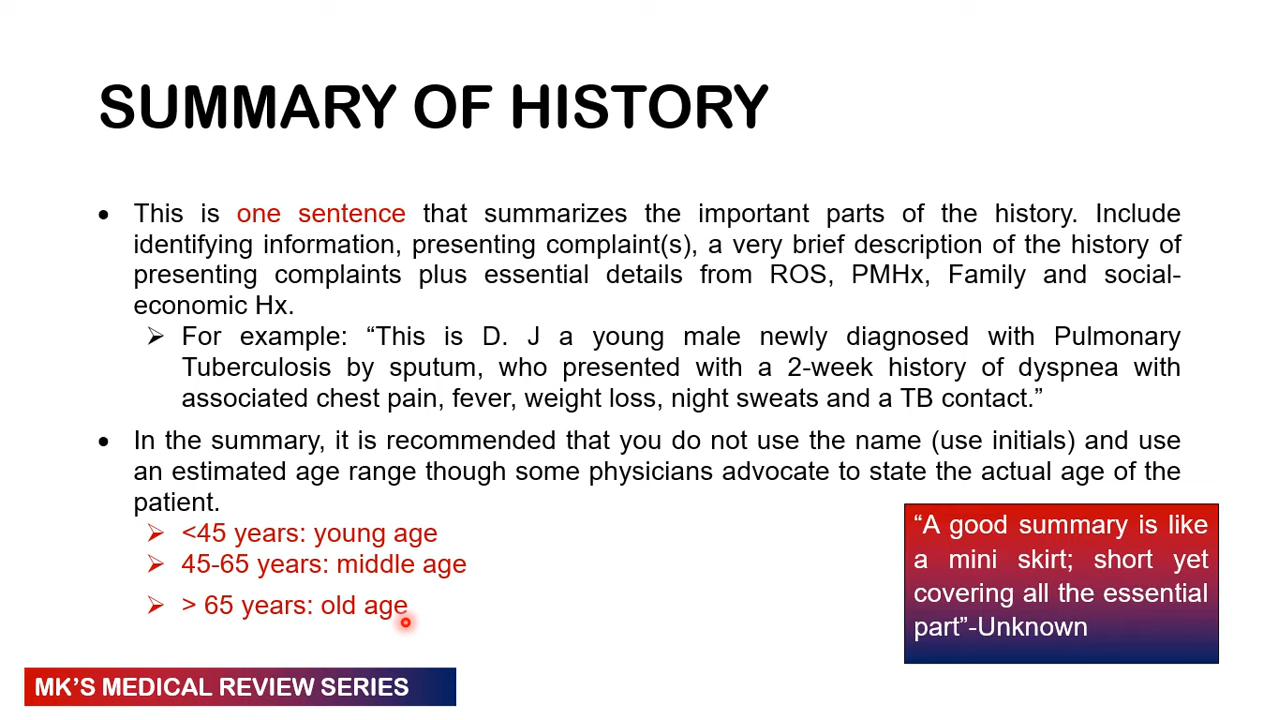 SUMMARY OF HISTORY
• This is one sentence that summarizes the important parts of the history. Include
identifying information, presenting complaint(s), a very brief description of the history of
presenting complaints plus essential details from ROS, PMHx, Family and social-
economic Hx.
➢ For example: “This is D. J a young male newly diagnosed with Pulmonary
Tuberculosis by sputum, who presented with a 2-week history of dyspnea with
associated chest pain, fever, weight loss, night sweats and a TB contact.”
• In the summary, it is recommended that you do not use the name (use initials) and use
an estimated age range though some physicians advocate to state the actual age of the
patient.
➢ <45 years: young age
➢ 45-65 years: middle age
➢ > 65 years: old age
“A good summary is like
a mini skirt; short yet
covering all the essential
part”-Unknown
MK’S MEDICAL REVIEW SERIES